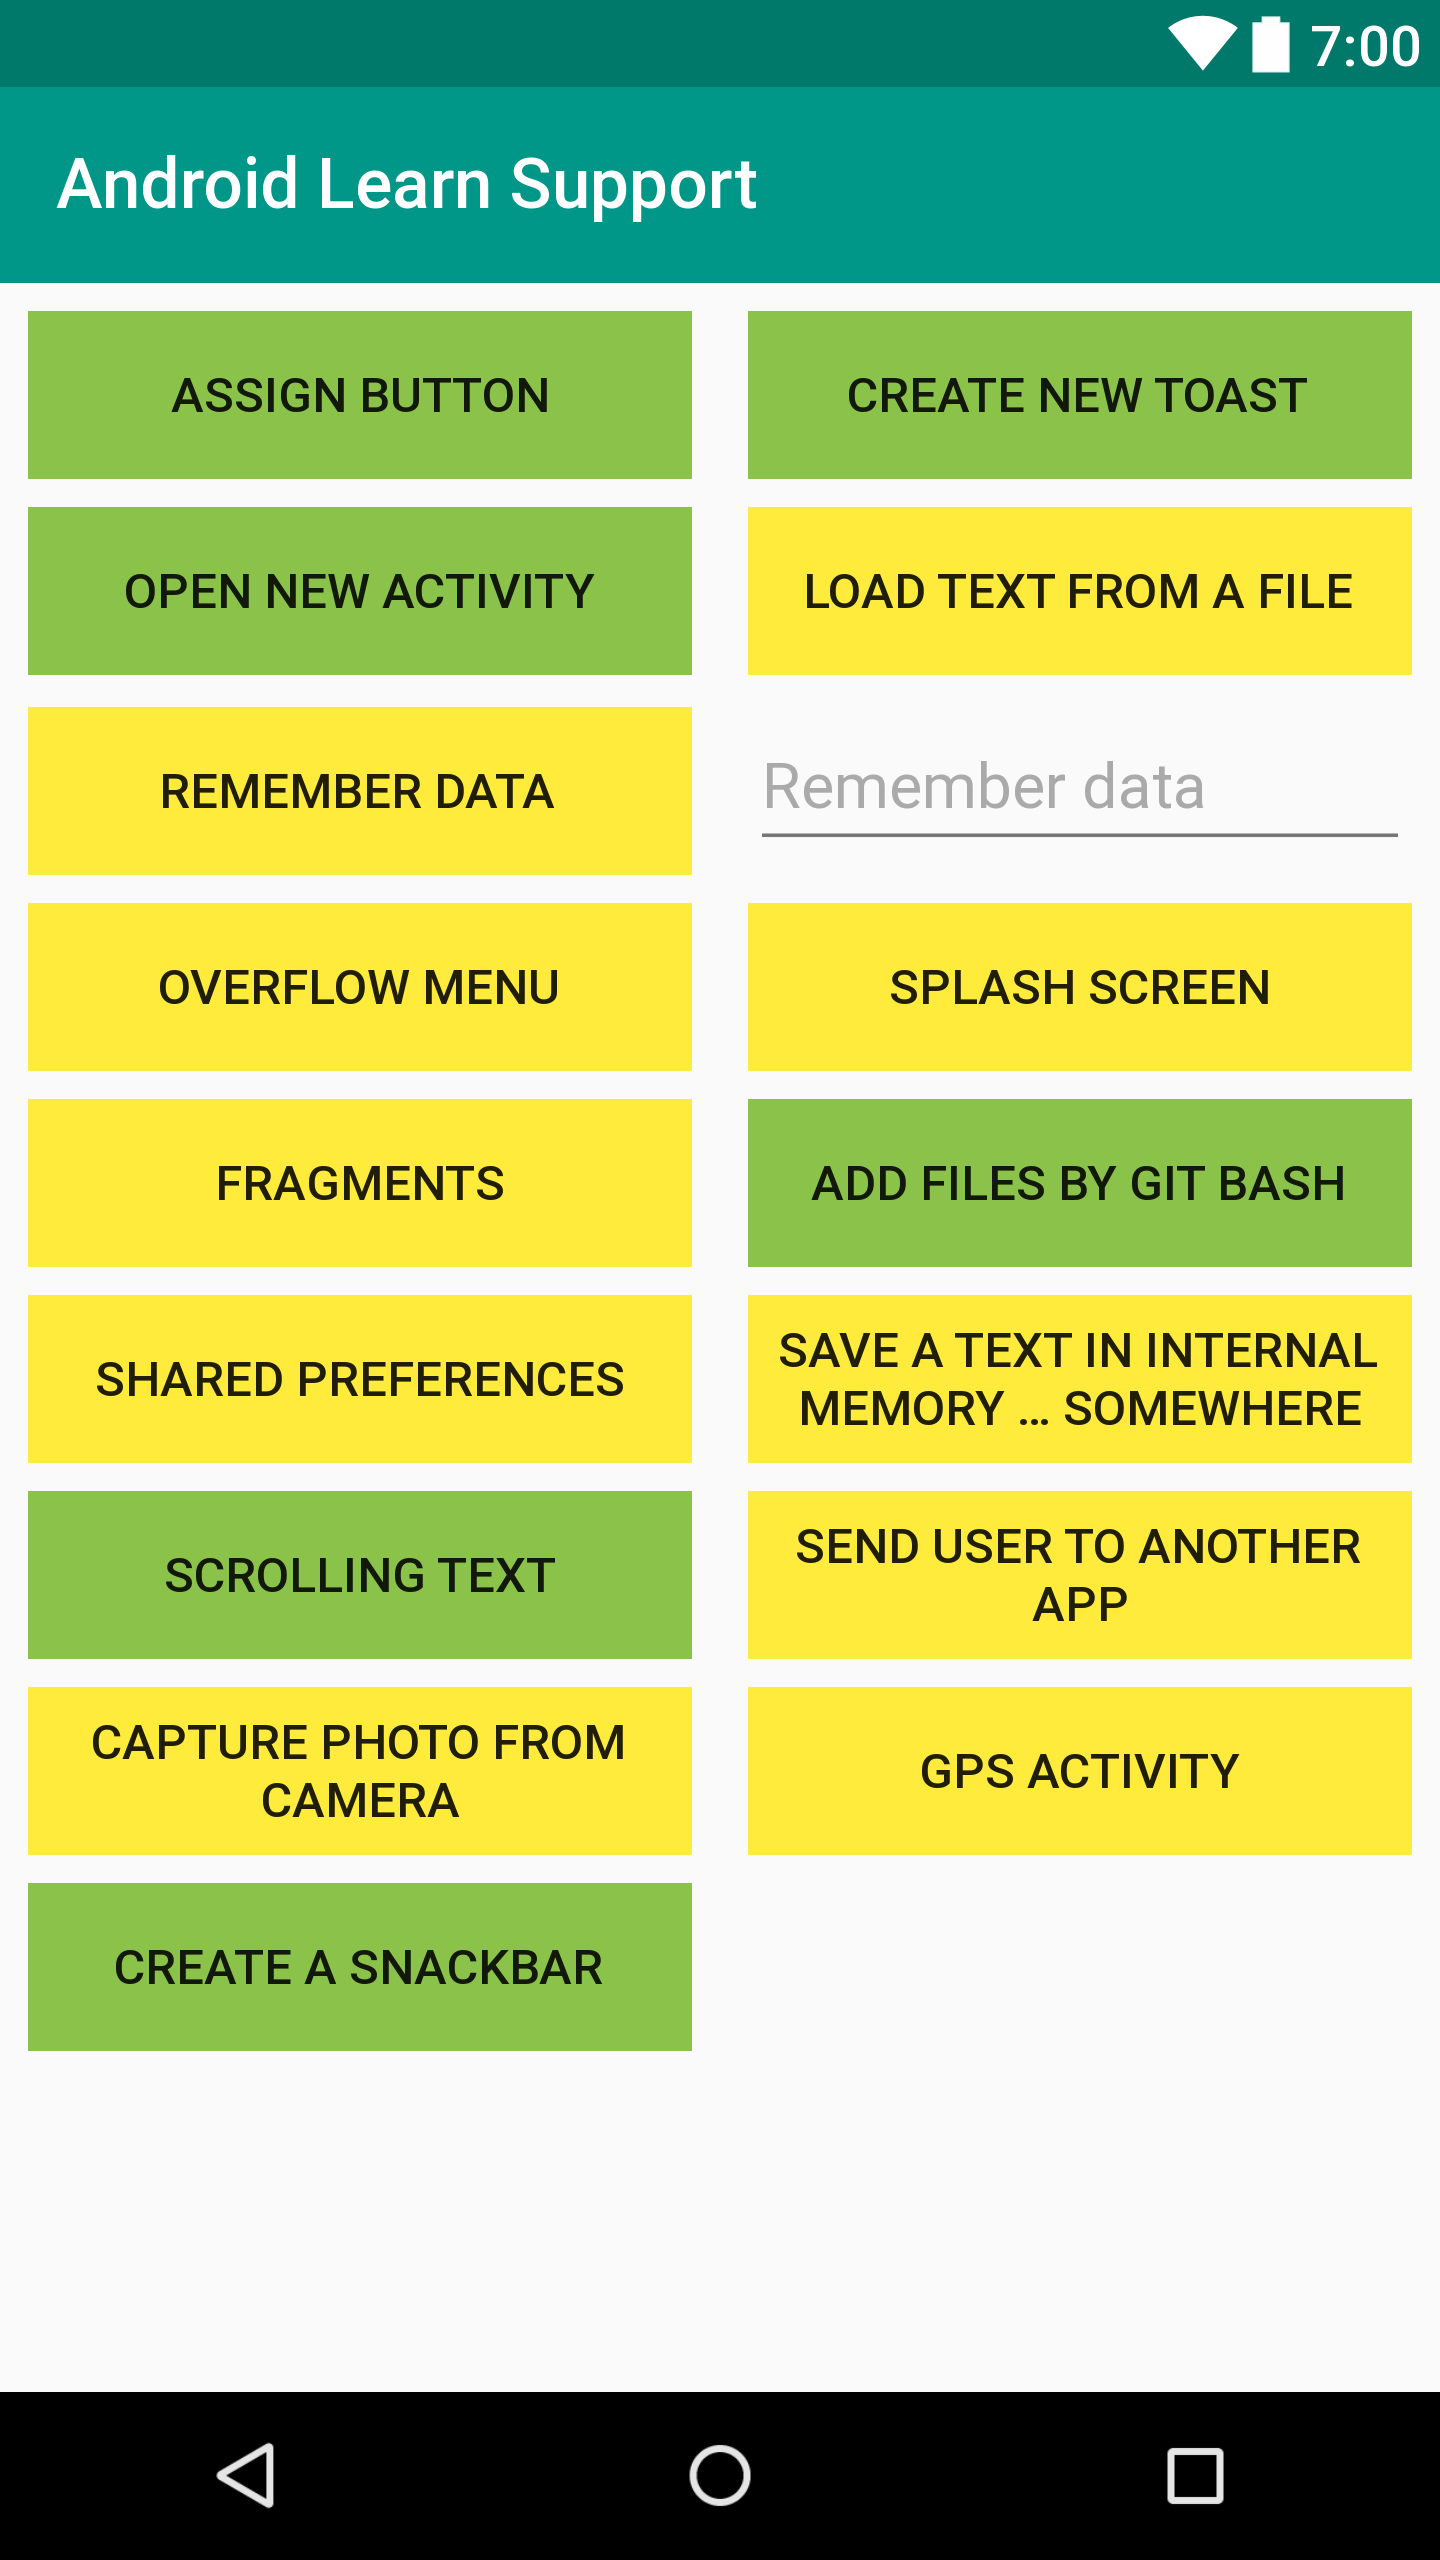 7:00
Android Learn Support
ASSIGN BUTTON
CREATE NEW TOAST
OPEN NEW ACTIVITY
LOAD TEXT FROM A FILE
REMEMBER DATA
Remember data
OVERFLOW MENU
SPLASH SCREEN
FRAGMENTS
ADD FILES BY GIT BASH
SHARED PREFERENCES
SAVE A TEXT IN INTERNAL
MEMORY ... SOMEWHERE
SCROLLING TEXT
SEND USER TO ANOTHER
APP
CAPTURE PHOTO FROM
CAMERA
GPS ACTIVITY
CREATE A SNACKBAR